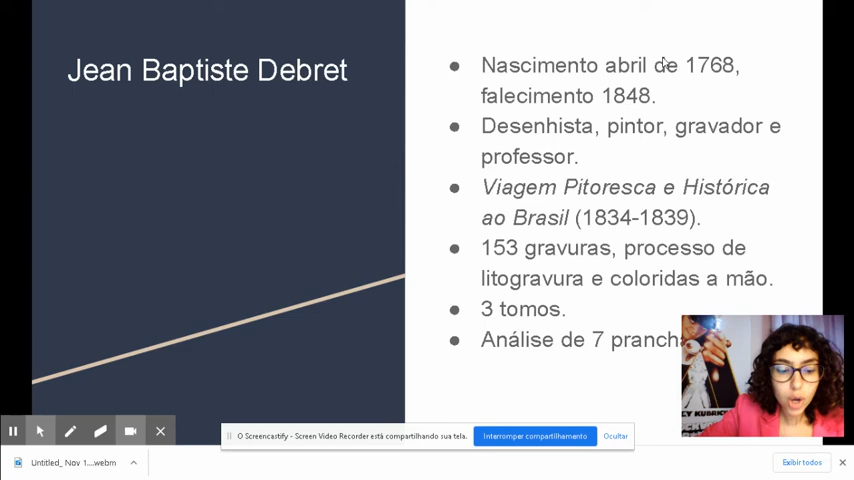 Jean Baptiste Debret
● Nascimento abril de 1768,
falecimento 1848.
● Desenhista, pintor, gravador e
professor.
● Viagem Pitoresca e Histórica
ao Brasil (1834-1839).
● 153 gravuras, processo de
litogravura e coloridas a mão.
● 3 tomos.
● Análise de 7 prancha
KUBRIC
O Screencastify - Screen Video Recorder está compartilhando sua tela.
Interromper compartilhamento
Ocultar
Untitled_ Nov 1....webm
Exibir todos